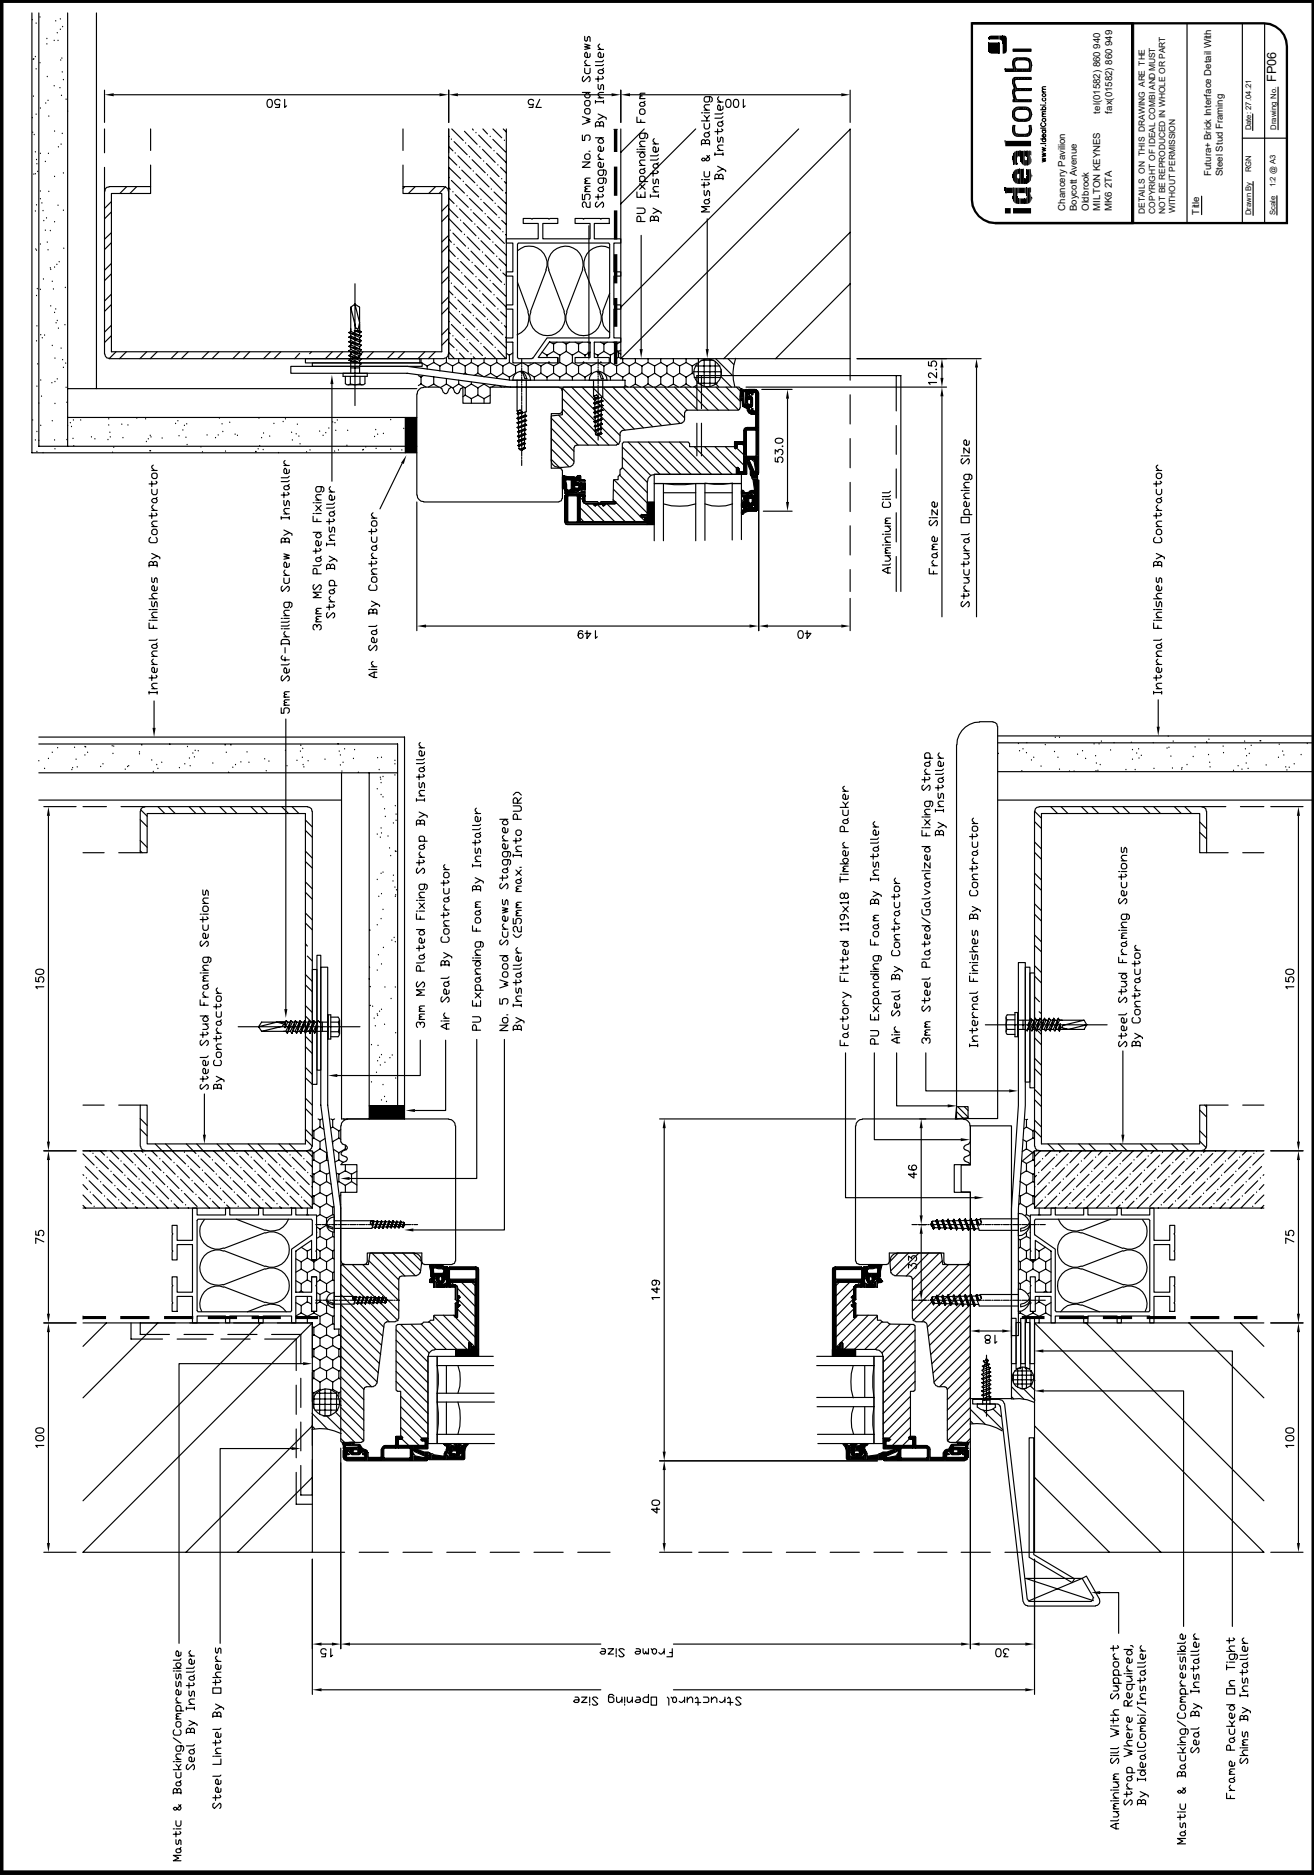 Mastic & Backing/Compressible
Seal By Installer
Steel Lintel By Others
100
75
150
Steel Stud Framing Sections
By Contractor
Internal Finishes By Contractor
5mm Self-Drilling Screw By Installer
3mm MS Plated Fixing Strap By Installer
Air Seal By Contractor
PU Expanding Foam By Installer
No. 5 Wood Screws Staggered
By Installer (25mm max. Into PUR)
15
Frame Size
30
Structural Opening Size
40
149
Factory Fitted 119x18 Timber Packer
PU Expanding Foam By Installer
Air Seal By Contractor
3mm Steel Plated/Galvanized Fixing Strap
By Installer
Internal Finishes By Contractor
46
33
18
Steel Stud Framing Sections
By Contractor
Internal Finishes By Contractor
100
75
150
Aluminium Sill With Support
Strap Where Required,
By IdealCombi/Installer
Mastic & Backing/Compressible
Seal By Installer
Frame Packed On Tight
Shims By Installer
150
75
100
25mm No. 5 Wood Screws
Staggered By Installer
PU Expanding Foam
By Installer
Mastic & Backing
By Installer
3mm MS Plated Fixing
Strap By Installer
Air Seal By Contractor
149
40
53.0
12.5
Aluminium Cill
Frame Size
Structural Opening Size
idealcombi
www.IdealCombi.com
Chancery Pavilion
Boycott Avenue
Oldbrook
MILTON KEYNES tel(01582) 860 940
MK6 2TA fax(01582) 860 949
DETAILS ON THIS DRAWING ARE THE
COPYRIGHT OF IDEAL COMBI AND MUST
NOT BE REPRODUCED IN WHOLE OR PART
WITHOUT PERMISSION
Title
Futura+ Brick Interface Detail With
Steel Stud Framing
Drawn By RGN Date 27.04.21
Scale 1:2 @ A3 Drawing No. FP06